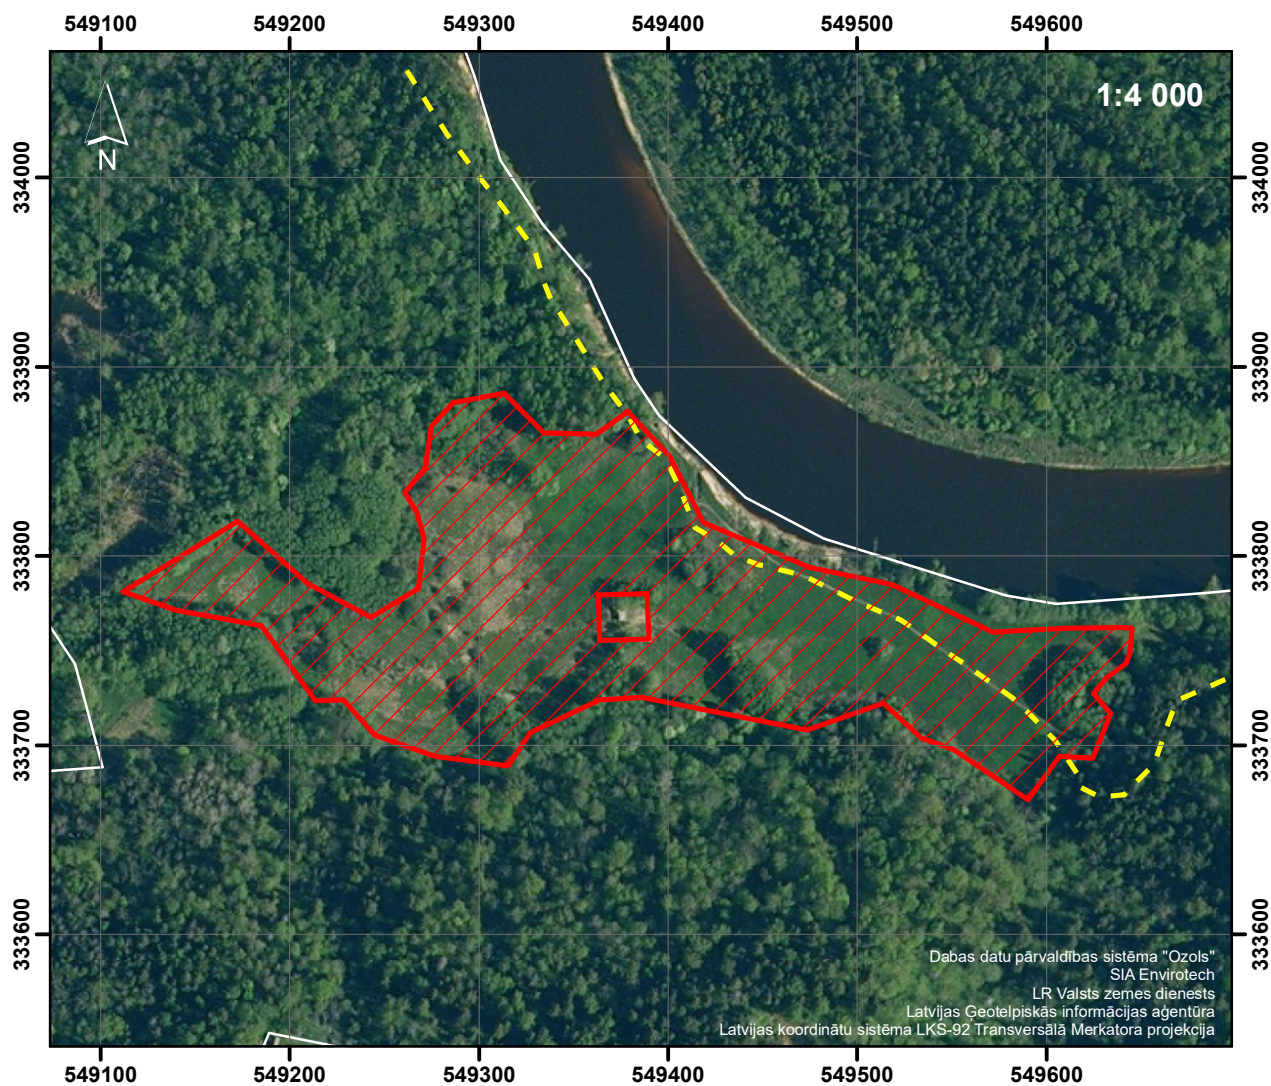 549100 549200 549300 549400 549500 549600
1:4 000
N
334000 334000
333900 333900
333800 333800
333700 333700
333600 333600
Dabas datu pārvaldības sistēma "Ozols"
SIA Envirotech
LR Valsts zemes dienests
Latvijas Ģeotelpiskās informācijas aģentūra
Latvijas koordinātu sistēma LKS-92 Transversālā Merkatora projekcija
549100 549200 549300 549400 549500 549600